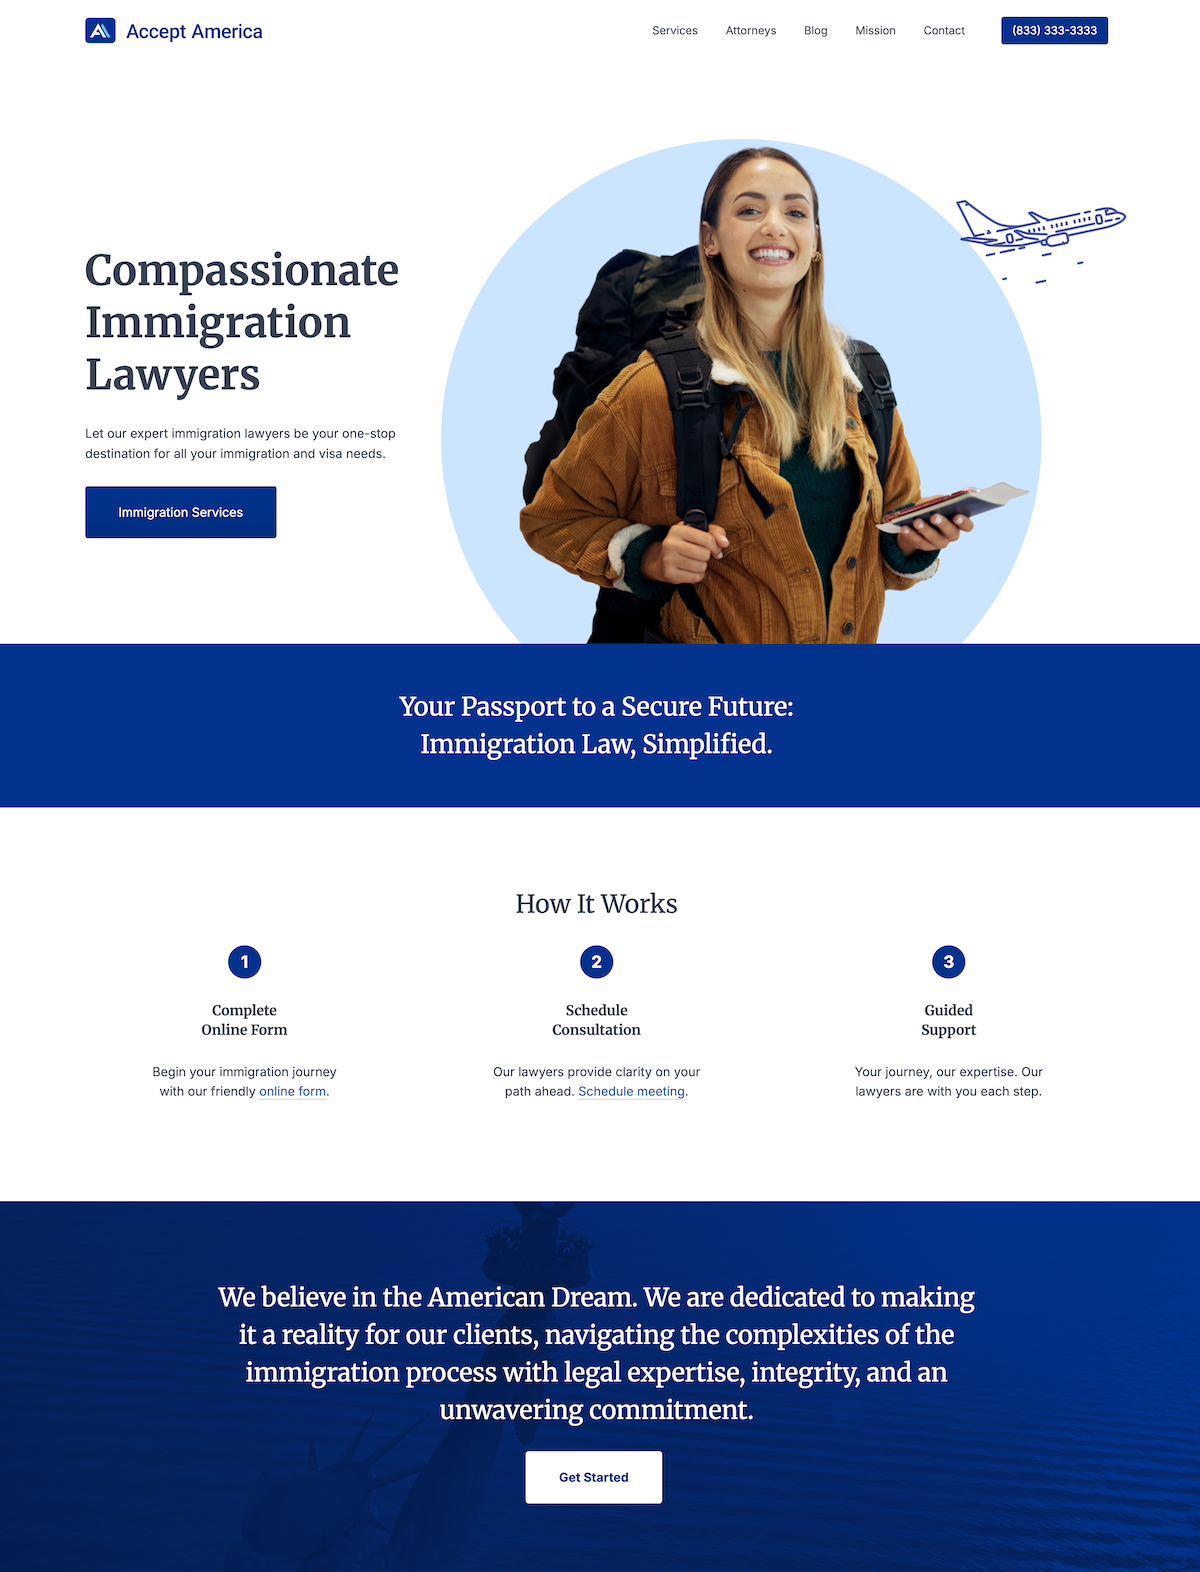 Accept America
Services
Attorneys
Blog
Mission
Contact
(833) 333-3333
Compassionate
Immigration
Lawyers
Let our expert immigration lawyers be your one-stop
destination for all your immigration and visa needs.
Immigration Services
Your Passport to a Secure Future:
Immigration Law, Simplified.
How It Works
1
Complete
Online Form
Begin your immigration journey
with our friendly online form.
2
Schedule
Consultation
Our lawyers provide clarity on your
path ahead. Schedule meeting.
3
Guided
Support
Your journey, our expertise. Our
lawyers are with you each step.
We believe in the American Dream. We are dedicated to making
it a reality for our clients, navigating the complexities of the
immigration process with legal expertise, integrity, and an
unwavering commitment.
Get Started